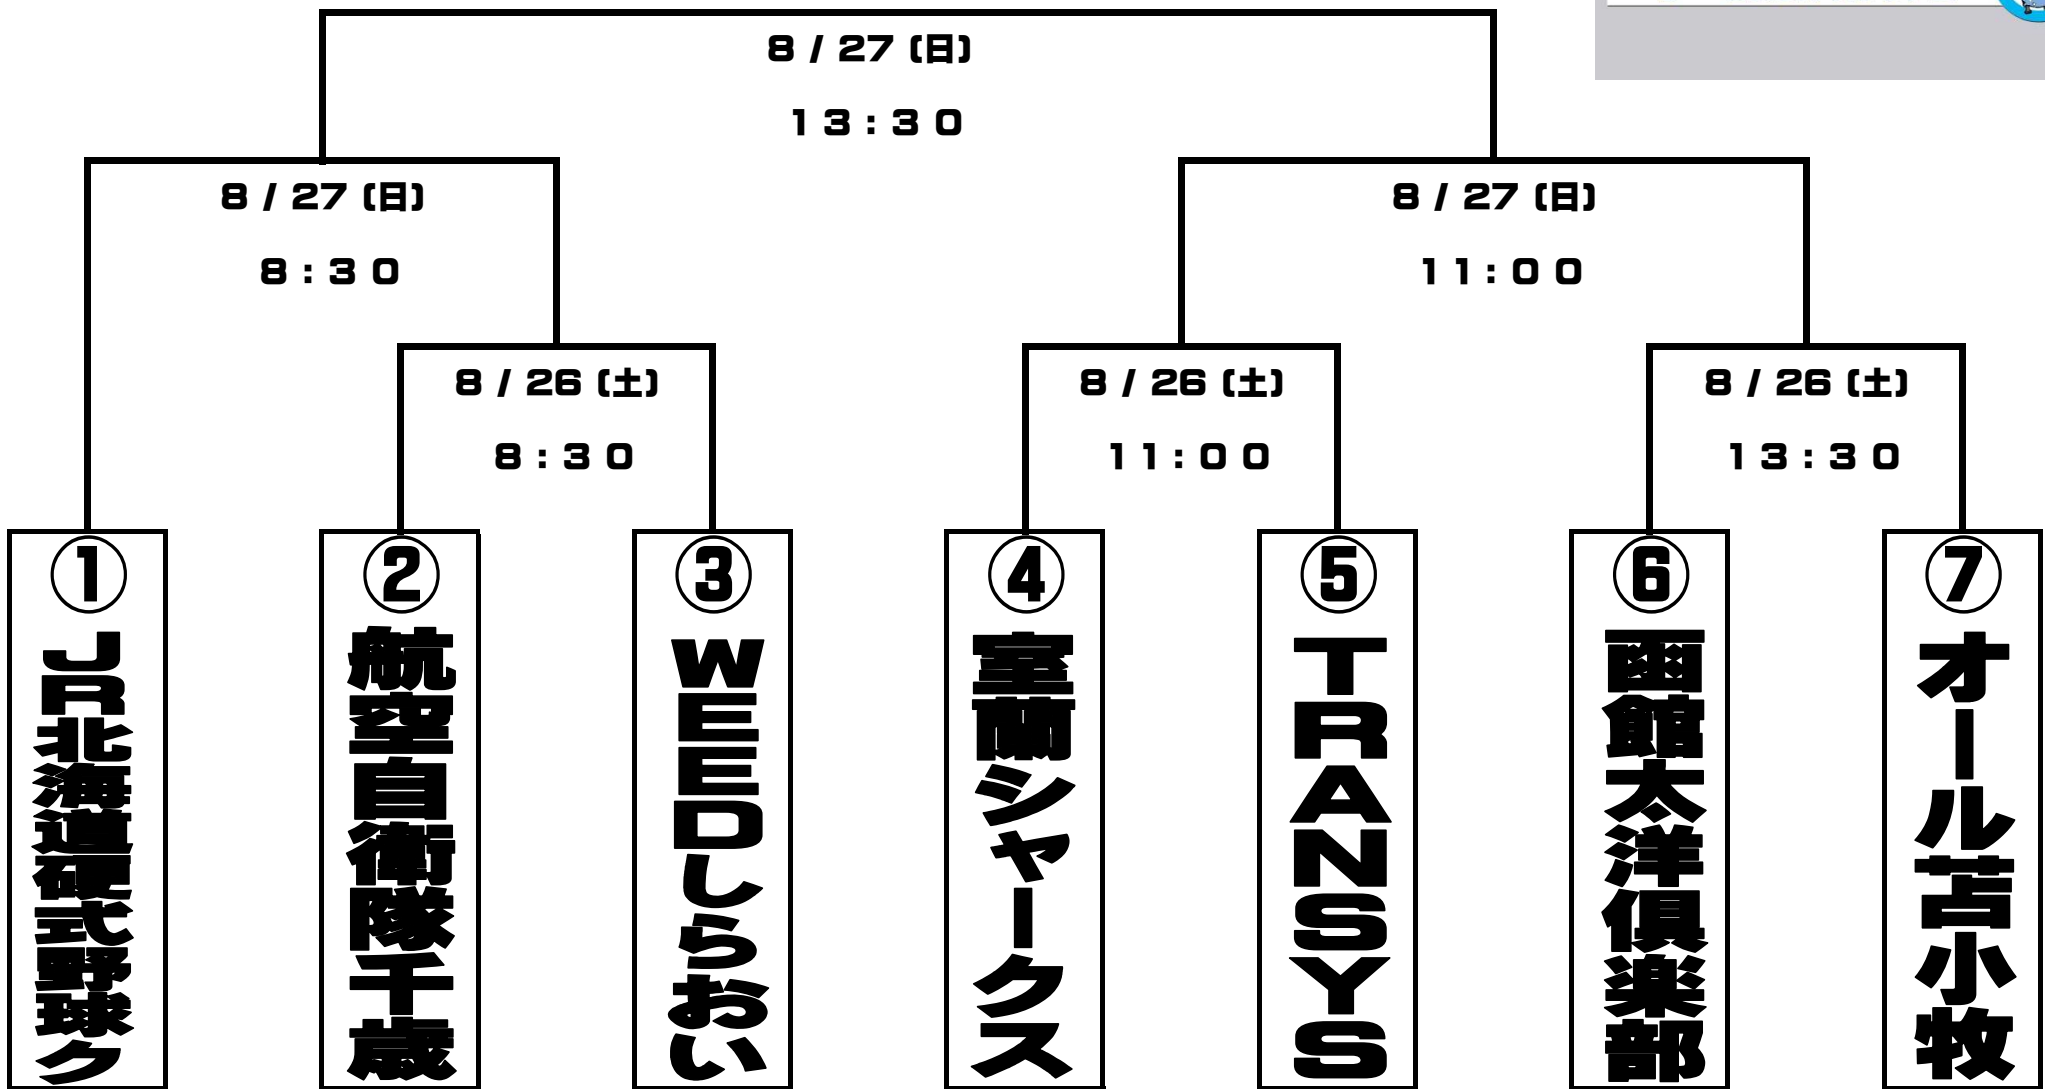 8/27(日)
13:30
8/27(日)
8:30
8/27(日)
11:00
8/26(土)
8:30
8/26(土)
11:00
8/26(土)
13:30
①JR北海道硬式野球ク
②航空自衛隊千歳
③WEEDしらおい
④室蘭シャークス
⑤TRANSYS
⑥函館太洋倶楽部
⑦オール苫小牧